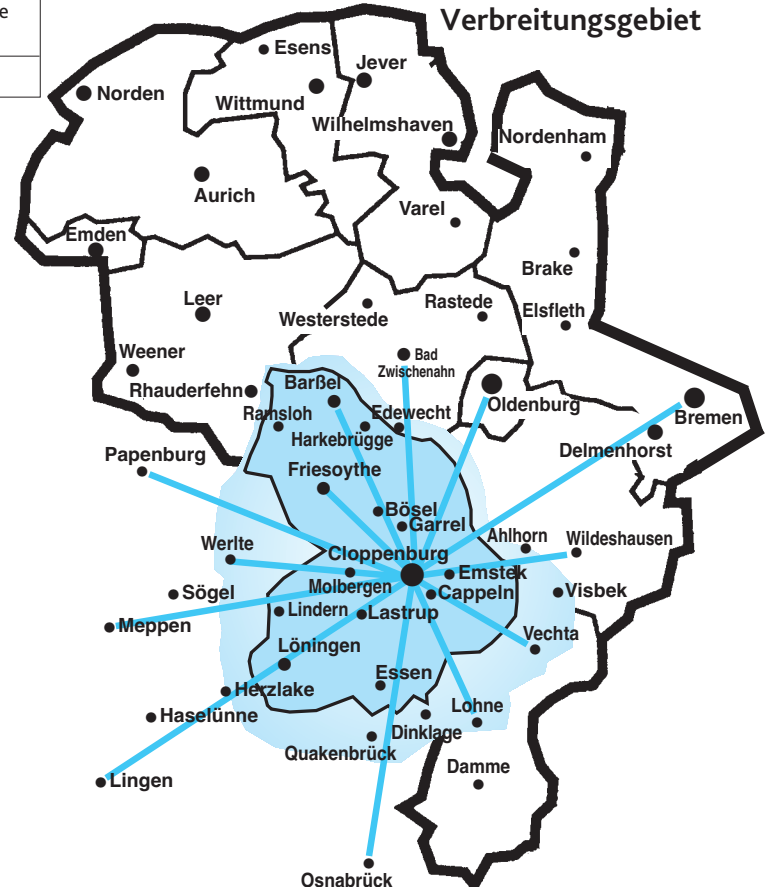 e
Verbreitungsgebiet
Esens
Jever
Norden
Wittmund
Wilhelmshaven
Nordenham
Aurich
Varel
Emden
Brake
Leer
Rastede
Elsfleth
Westerstede
Weener
Bad
Zwischenahn
Rhauderfehn
Barßel
Oldenburg
Ramsloh
Edewecht
Bremen
Harkebrügge
Delmenhorst
Papenburg
Friesoythe
Bösel
Garrel
Ahlhorn
Wildeshausen
Werlte
Cloppenburg
Emstek
Molbergen
Sögel
Cappeln
Visbek
Lindern
Lastrup
Meppen
Vechta
Löningen
Essen
Herzlake
Lohne
Haselünne
Dinklage
Quakenbrück
Damme
Lingen
Osnabrück